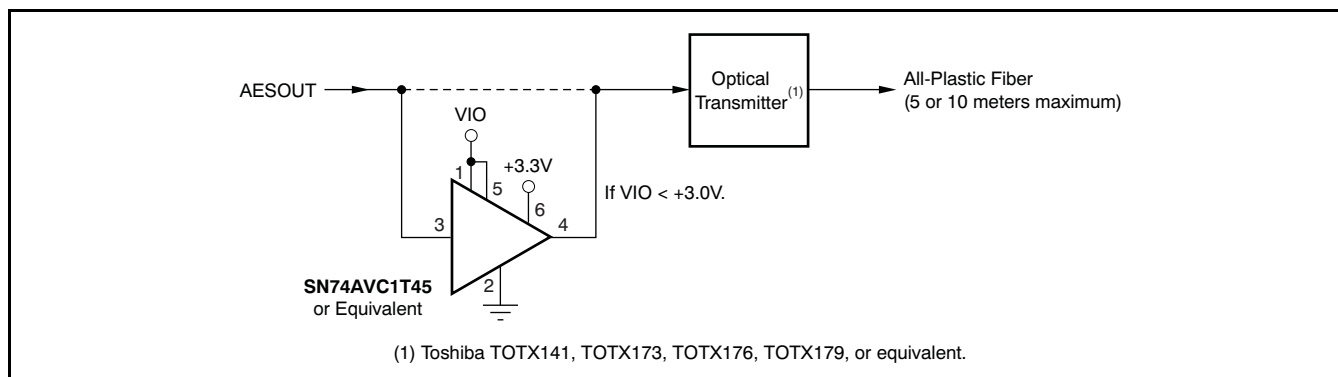 AESOUT
Optical
Transmitter(1)
All-Plastic Fiber
(5 or 10 meters maximum)
VIO
+3.3V
1
5
6
If VIO < +3.0V.
3
4
2
SN74AVC1T45
or Equivalent
(1) Toshiba TOTX141, TOTX173, TOTX176, TOTX179, or equivalent.